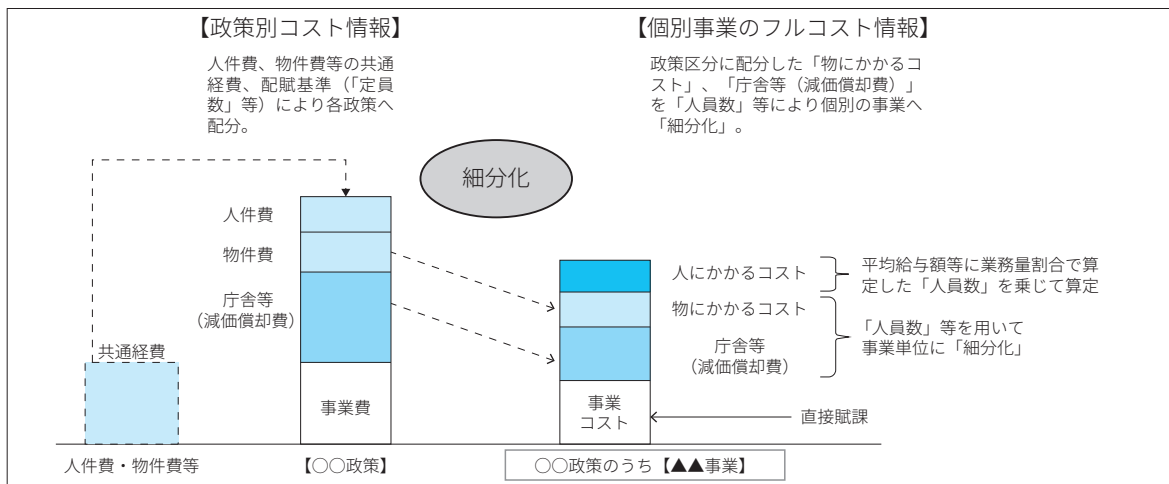 【政策別コスト情報】
人件費、物件費等の共通
経費、配賦基準（「定員
数」等）により各政策へ
配分。
【個別事業のフルコスト情報】
政策区分に配分した「物にかかるコ
スト」、「庁舎等（減価償却費）」
を「人員数」等により個別の事業へ
「細分化」。
細分化
人件費
物件費
庁舎等
（減価償却費）
共通経費
事業費
人にかかるコスト
物にかかるコスト
庁舎等
（減価償却費）
事業
コスト
平均給与額等に業務量割合で算
定した「人員数」を乗じて算定
「人員数」等を用いて
事業単位に「細分化」
直接賦課
人件費・物件費等
【○○政策】
○○政策のうち【▲▲事業】